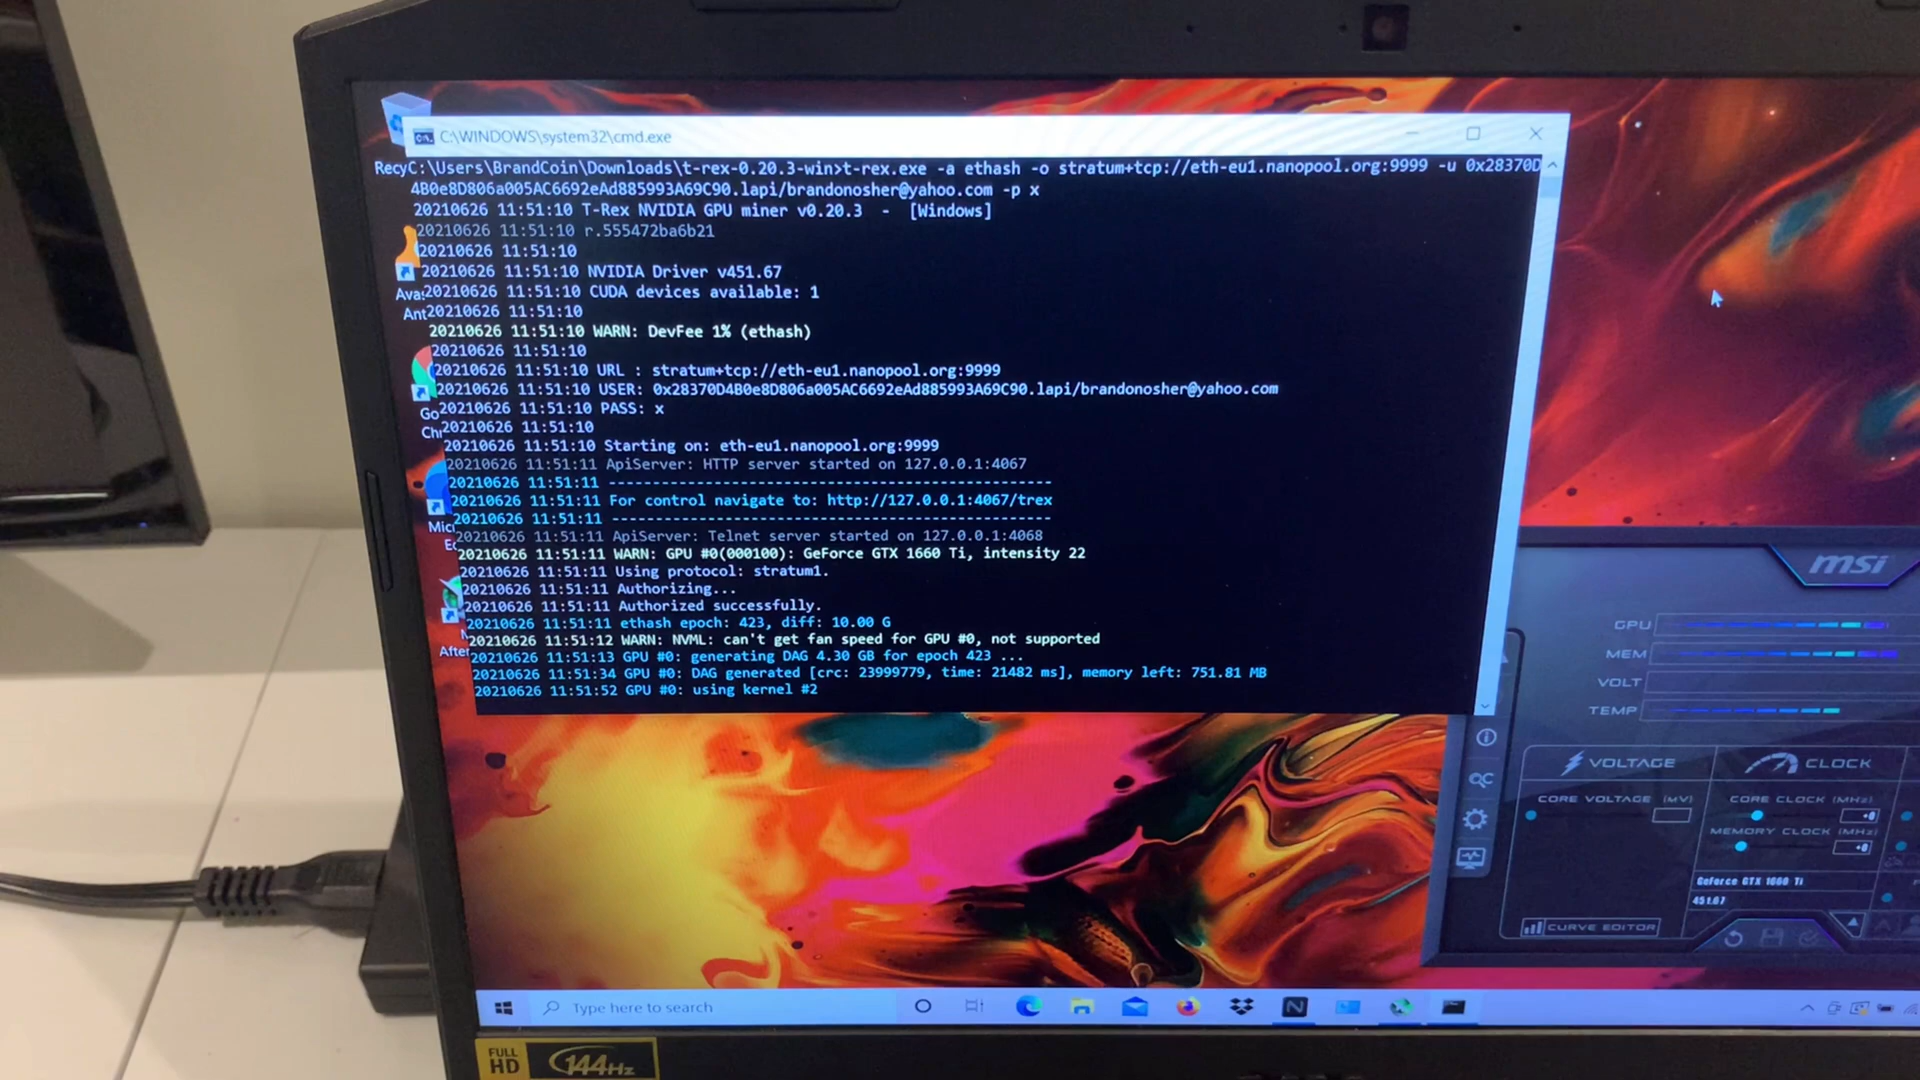 C:\WINDOWS\system32\cmd.exe
RecyC:\Users\BrandCoin\Downloads\t-rex-0.20.3-win>t-rex.exe -a ethash -o stratum+tcp://eth-eu1.nanopool.org:9999 -u 0x28370D
4B0e8D806a005AC6692eAd885993A69C90.lapi/brandonosher@yahoo.com -p x
20210626 11:51:10 T-Rex NVIDIA GPU miner v0.20.3 - [Windows]
20210626 11:51:10 r.555472ba6b21
20210626 11:51:10
20210626 11:51:10 NVIDIA Driver v451.67
Ava 20210626 11:51:10 CUDA devices available: 1
Ant 20210626 11:51:10
20210626 11:51:10 WARN: DevFee 1% (ethash)
20210626 11:51:10
20210626 11:51:10 URL : stratum+tcp://eth-eu1.nanopool.org:9999
20210626 11:51:10 USER: 0x28370D4B0e8D806a005AC6692eAd885993A69C90.lapi/brandonosher@yahoo.com
Go 20210626 11:51:10 PASS: x
Chr 20210626 11:51:10
20210626 11:51:10 Starting on: eth-eu1.nanopool.org:9999
20210626 11:51:11 ApiServer: HTTP server started on 127.0.0.1:4067
20210626 11:51:11 ---------------------------------------------------
20210626 11:51:11 For control navigate to: http://127.0.0.1:4067/trex
Mic 20210626 11:51:11 ---------------------------------------------------
Ed 20210626 11:51:11 ApiServer: Telnet server started on 127.0.0.1:4068
20210626 11:51:11 WARN: GPU #0(000100): GeForce GTX 1660 Ti, intensity 22
20210626 11:51:11 Using protocol: stratum1.
20210626 11:51:11 Authorizing...
20210626 11:51:11 Authorized successfully.
20210626 11:51:11 ethash epoch: 423, diff: 10.00 G
20210626 11:51:12 WARN: NVML: can't get fan speed for GPU #0, not supported
After 20210626 11:51:13 GPU #0: generating DAG 4.30 GB for epoch 423 ...
20210626 11:51:34 GPU #0: DAG generated [crc: 23999779, time: 21482 ms], memory left: 751.81 MB
20210626 11:51:52 GPU #0: using kernel #2
msi
GPU
MEM
VOLT
TEMP
VOLTAGE
CORE VOLTAGE (MV)
CLOCK
CORE CLOCK (MHz)
+0
MEMORY CLOCK (MHz)
+0
GeForce GTX 1660 Ti
451.67
CURVE EDITOR
Type here to search
FULL HD
144Hz